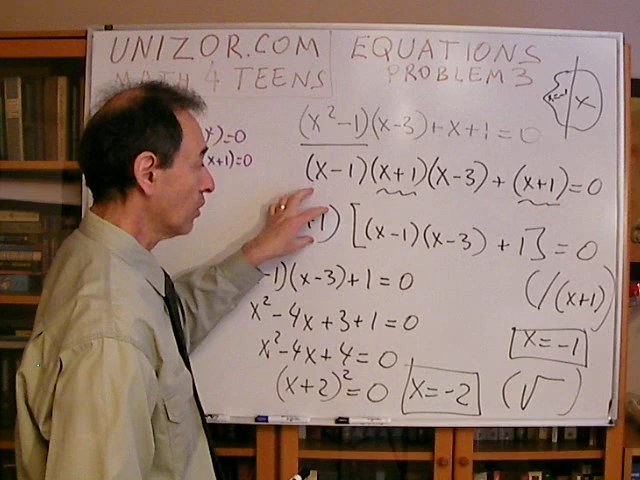 UNIZOR.COM
MATH 4 TEENS
EQUATIONS
PROBLEM 3
(x²-1)(x-3)+x+1=0
)=0
x+1)=0
x=-1
x
(x-1)(x+1)(x-3)+(x+1)=0
+1) [(x-1)(x-3)+1]=0
-1)(x-3)+1=0
(/(x+1))
x²-4x+3+1=0
x=-1
x²-4x+4=0
(x+2)²=0
x=-2
(√)